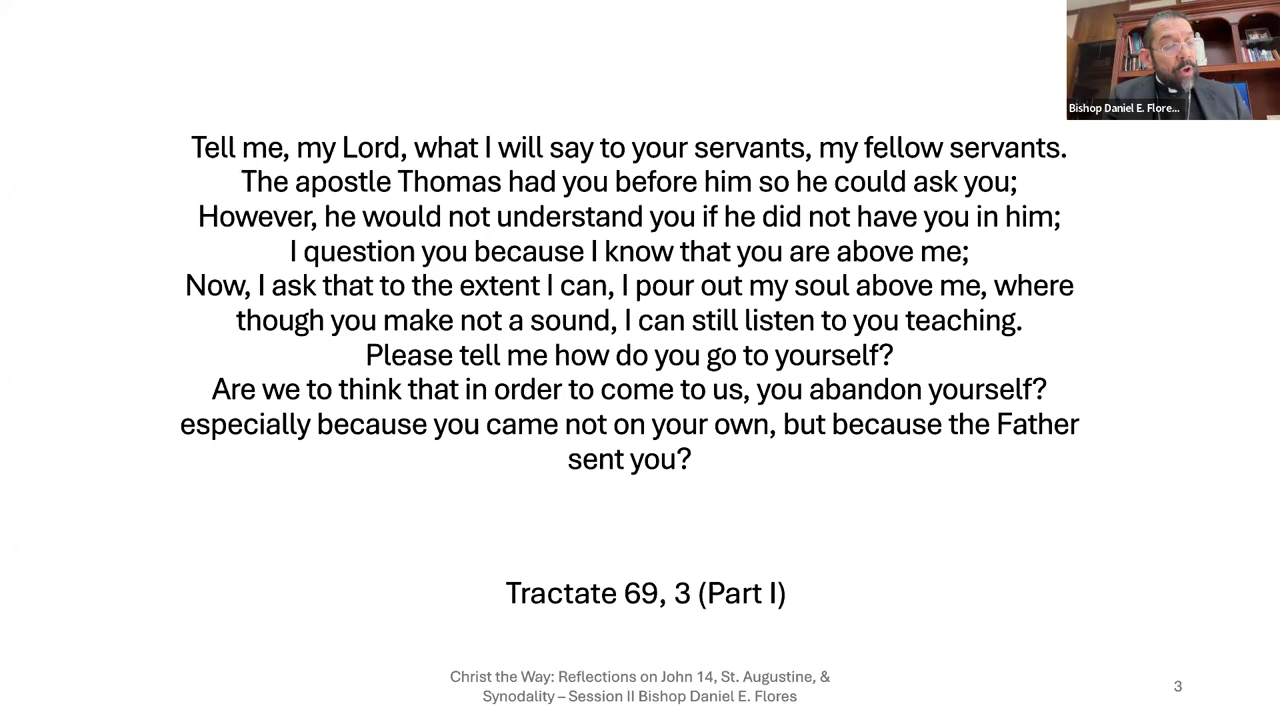 Bishop Daniel E. Flore...
Tell me, my Lord, what I will say to your servants, my fellow servants.
The apostle Thomas had you before him so he could ask you;
However, he would not understand you if he did not have you in him;
I question you because I know that you are above me;
Now, I ask that to the extent I can, I pour out my soul above me, where
though you make not a sound, I can still listen to you teaching.
Please tell me how do you go to yourself?
Are we to think that in order to come to us, you abandon yourself?
especially because you came not on your own, but because the Father
sent you?
Tractate 69, 3 (Part I)
Christ the Way: Reflections on John 14, St. Augustine, &
Synodality – Session II Bishop Daniel E. Flores
3